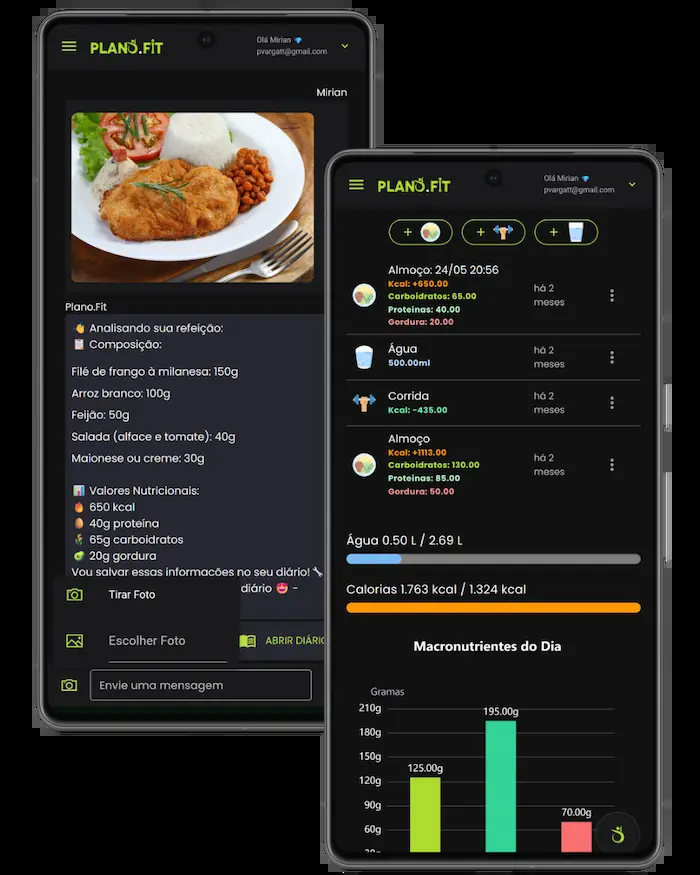 PLANO.FIT
Olá Mirian
pvargatt@gmail.com
Mirian
Plano.Fit
Analisando sua refeição:
Composição:
Filé de frango à milanesa: 150g
Arroz branco: 100g
Feijão: 50g
Salada (alface e tomate): 40g
Maionese ou creme: 30g
Valores Nutricionais:
650 kcal
40g proteína
65g carboidratos
20g gordura
Vou salvar essas informações no seu diário!
diário
Tirar Foto
Escolher Foto
ABRIR DIÁRIO
Envie uma mensagem
PLANO.FIT
Olá Mirian
pvargatt@gmail.com
+
+
+
Almoço: 24/05 20:56
Kcal: +650.00
Carboidratos: 65.00
Proteínas: 40.00
Gordura: 20.00
há 2
meses
Água
500.00ml
há 2
meses
Corrida
Kcal: -435.00
há 2
meses
Almoço
Kcal: +1113.00
Carboidratos: 130.00
Proteínas: 85.00
Gordura: 50.00
há 2
meses
Água 0.50 L / 2.69 L
Calorias 1.763 kcal / 1.324 kcal
Macronutrientes do Dia
Gramas
210g
180g
150g
120g
90g
60g
125.00g
195.00g
70.00g